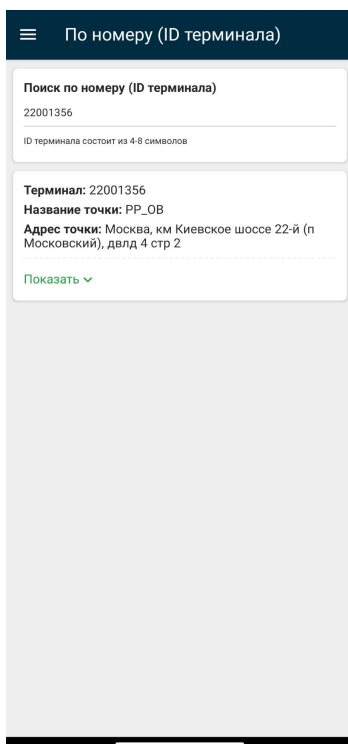 По номеру (ID терминала)
Поиск по номеру (ID терминала)
22001356
ID терминала состоит из 4-8 символов
Терминал: 22001356
Название точки: PP_OB
Адрес точки: Москва, км Киевское шоссе 22-й (п
Московский), двлд 4 стр 2
Показать